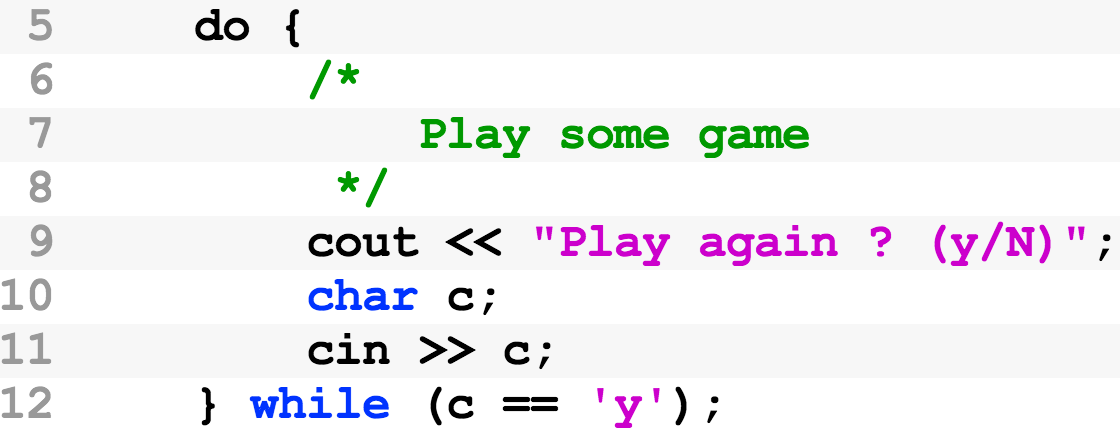 5 do {
6 /*
7 Play some game
8 */
9 cout << "Play again ? (y/N)";
10 char c;
11 cin >> c;
12 } while (c == 'y');